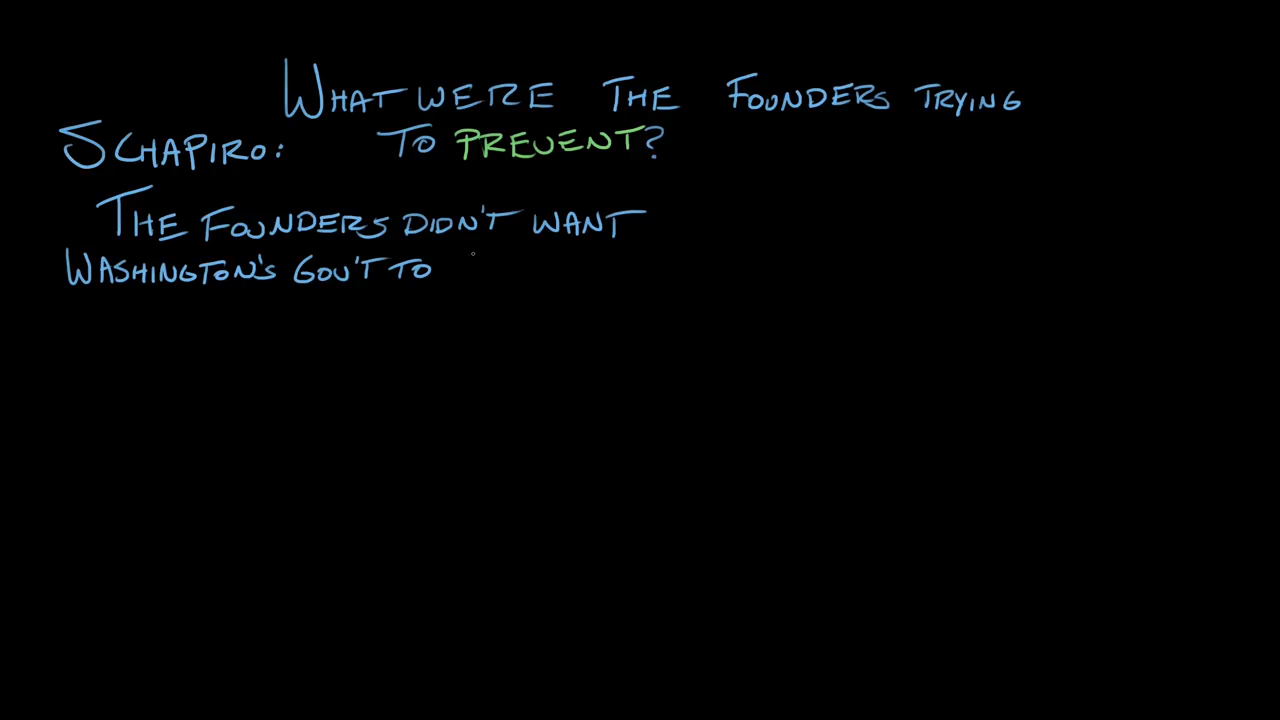 WHAT WERE THE FOUNDERS TRYING
TO PREVENT?
SCHAPIRO:
THE FOUNDERS DIDN'T WANT
WASHINGTON'S GOV'T TO